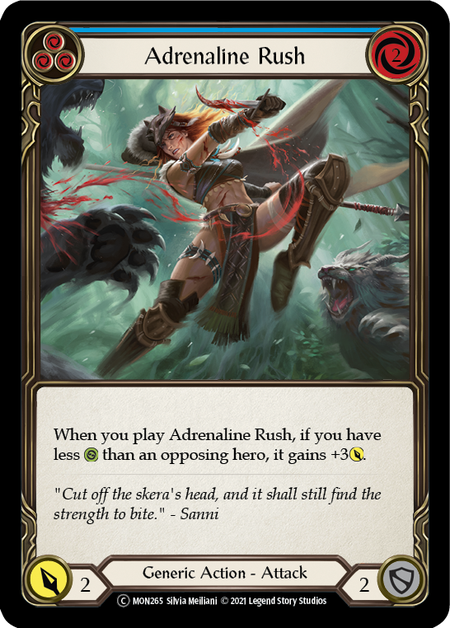 Adrenaline Rush
2
When you play Adrenaline Rush, if you have
less than an opposing hero, it gains +3.
"Cut off the skera's head, and it shall still find the
strength to bite." - Sanni
2
Generic Action - Attack
2
C MON265 Silvia Meiliani © 2021 Legend Story Studios